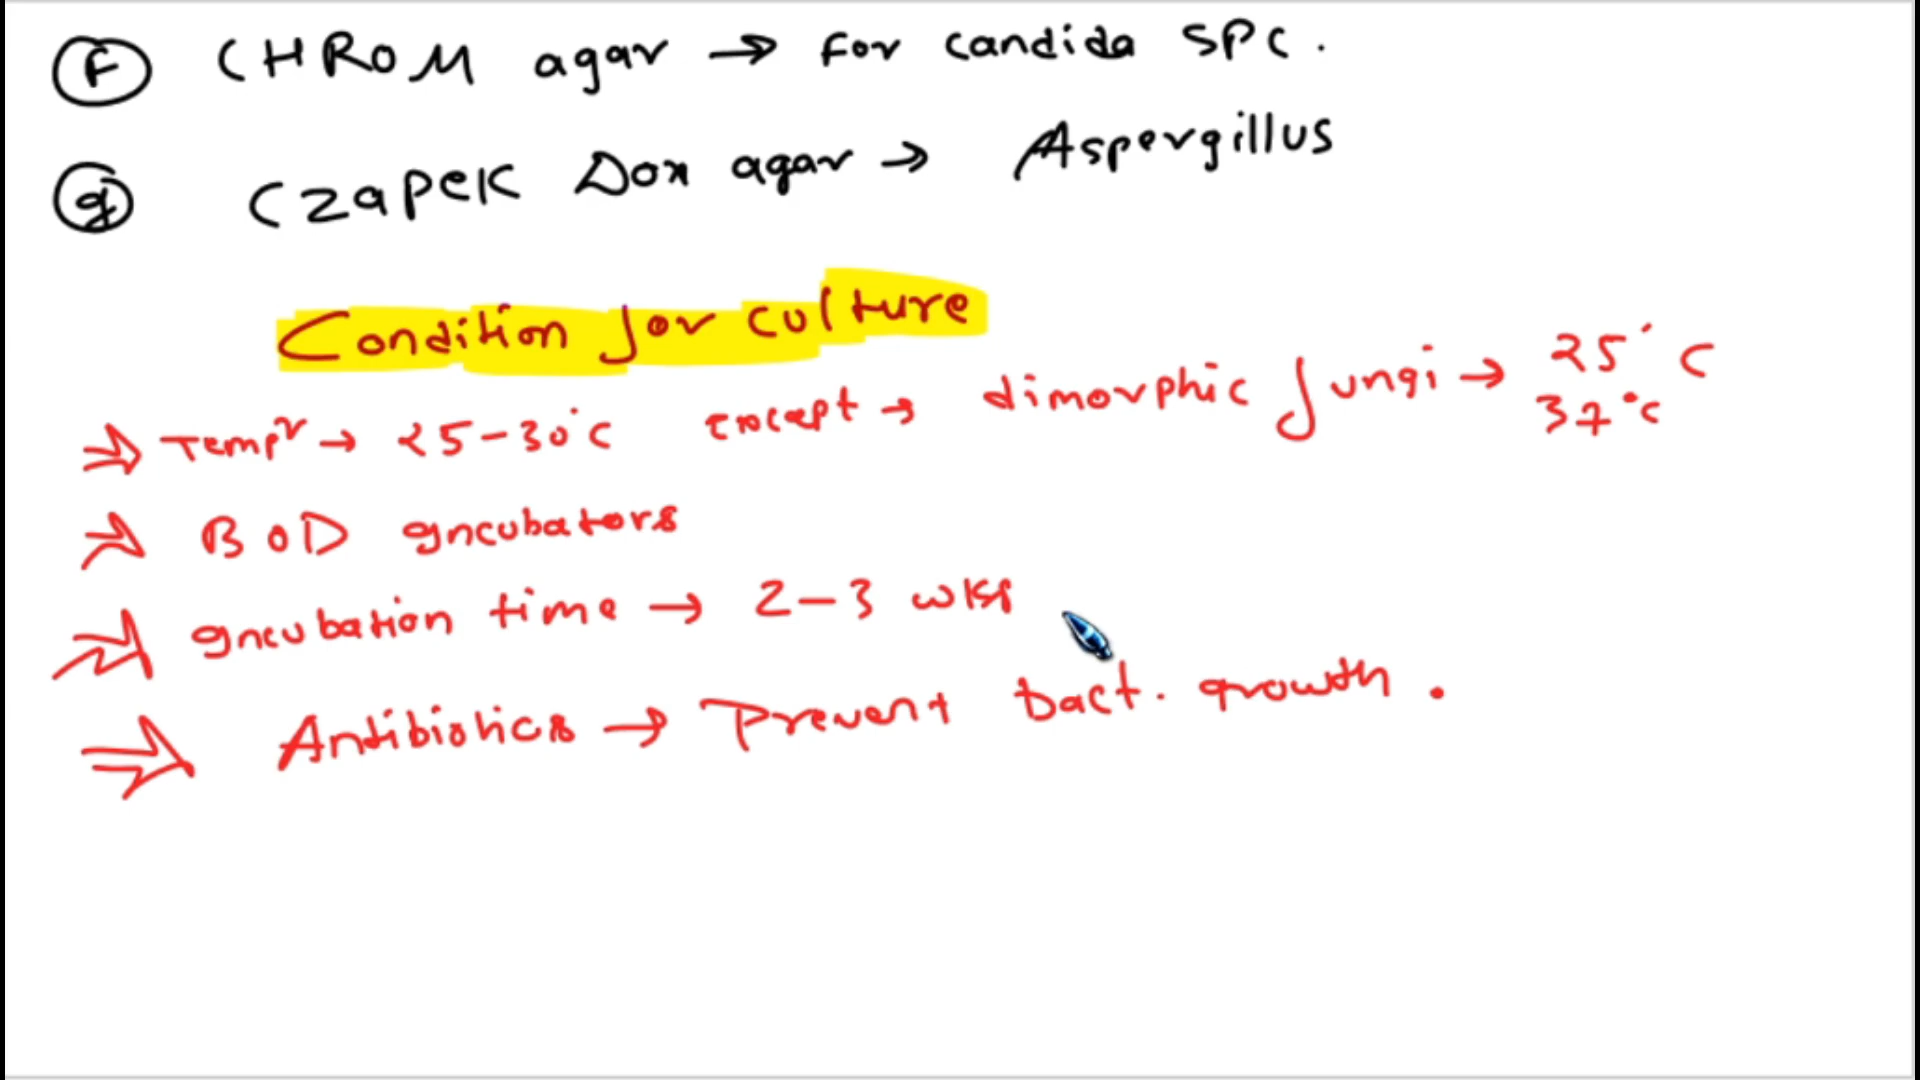 (F) CHROM agar → For candida SPC.
(g) CZAPEK Dox agar → Aspergillus
Condition for culture
⇒ Tempr → 25-30°C except → dimorphic fungi → 25°C
37°C
⇒ BOD Incubators
⇒ Incubation time → 2-3 wks
⇒ Antibiotics → Prevent bact. growth.